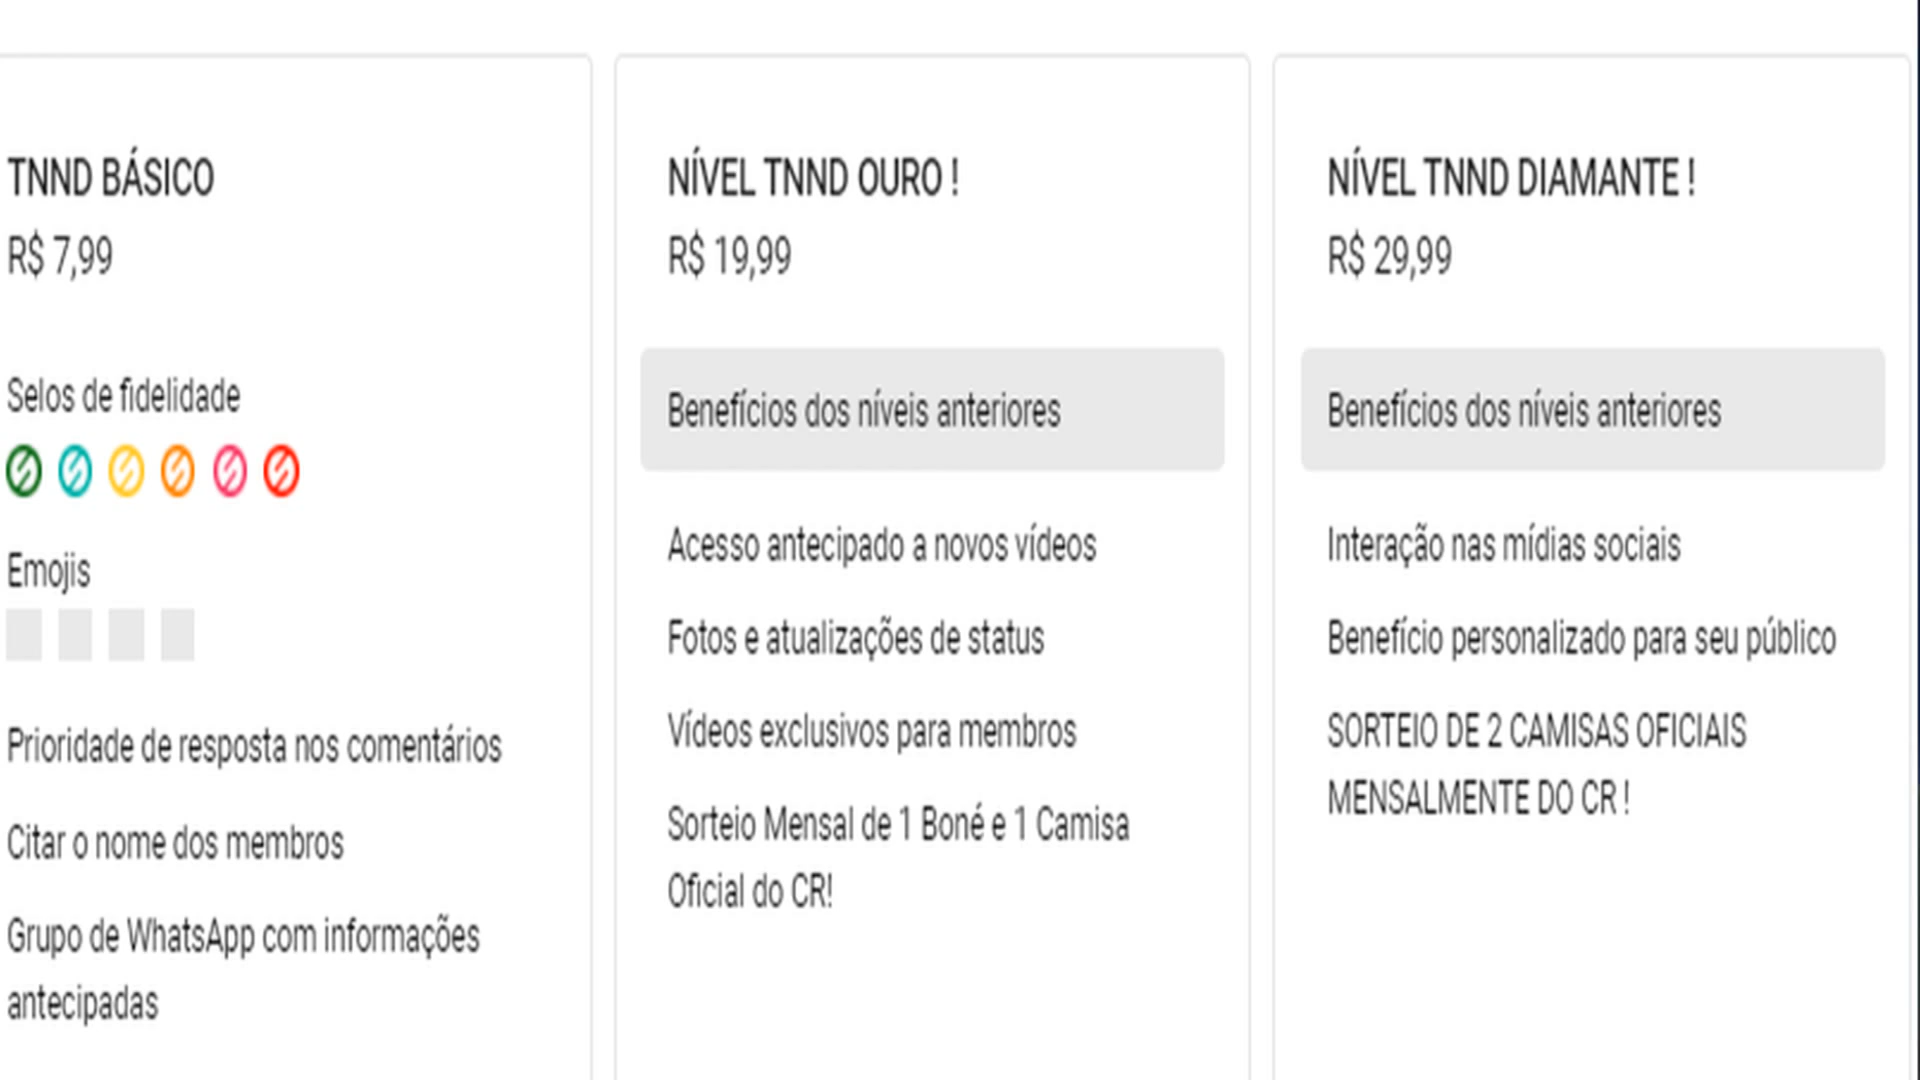 TNND BÁSICO
R$ 7,99
Selos de fidelidade
Emojis
Prioridade de resposta nos comentários
Citar o nome dos membros
Grupo de WhatsApp com informações
antecipadas
NÍVEL TNND OURO !
R$ 19,99
Benefícios dos níveis anteriores
Acesso antecipado a novos vídeos
Fotos e atualizações de status
Vídeos exclusivos para membros
Sorteio Mensal de 1 Boné e 1 Camisa
Oficial do CR!
NÍVEL TNND DIAMANTE !
R$ 29,99
Benefícios dos níveis anteriores
Interação nas mídias sociais
Benefício personalizado para seu público
SORTEIO DE 2 CAMISAS OFICIAIS
MENSALMENTE DO CR !